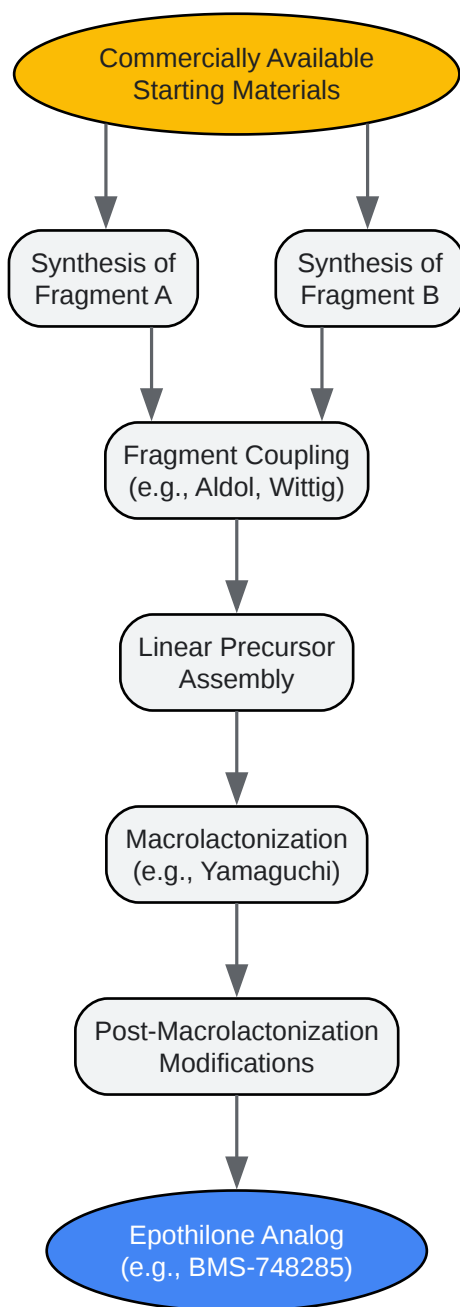 Commercially Available
Starting Materials
Synthesis of
Fragment A
Synthesis of
Fragment B
Fragment Coupling
(e.g., Aldol, Wittig)
Linear Precursor
Assembly
Macrolactonization
(e.g., Yamaguchi)
Post-Macrolactonization
Modifications
Epothilone Analog
(e.g., BMS-748285)